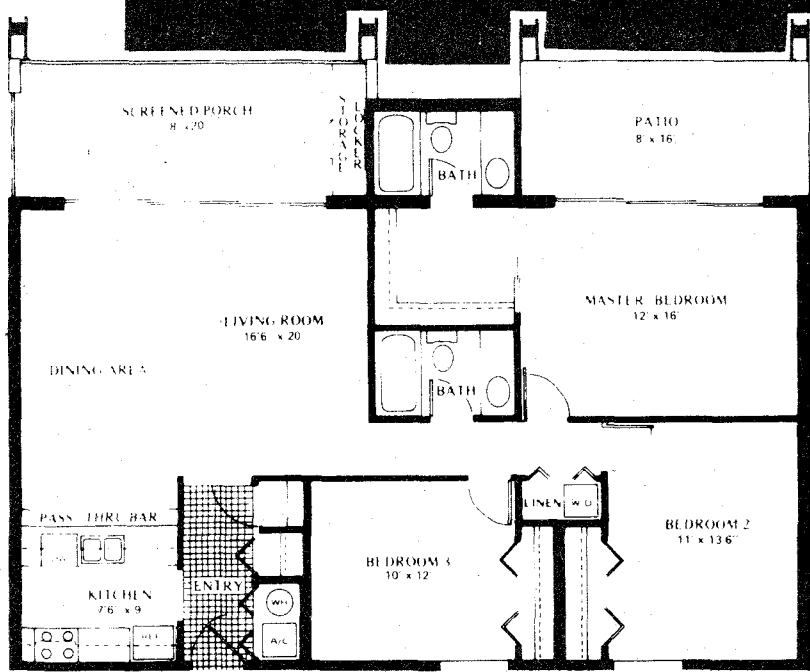 SCREENED PORCH
8' x20
STORAGE
LOCKER
BATH
PATIO
8' x 16'
LIVING ROOM
16'6" x 20
MASTER BEDROOM
12' x 16'
DINING AREA
BATH
PASS THRU BAR
LINEN
W D
BEDROOM 2
11' x 13'6"
BEDROOM 3
10' x 12'
KITCHEN
7'6" x 9
ENTRY
WH
A/C
REF